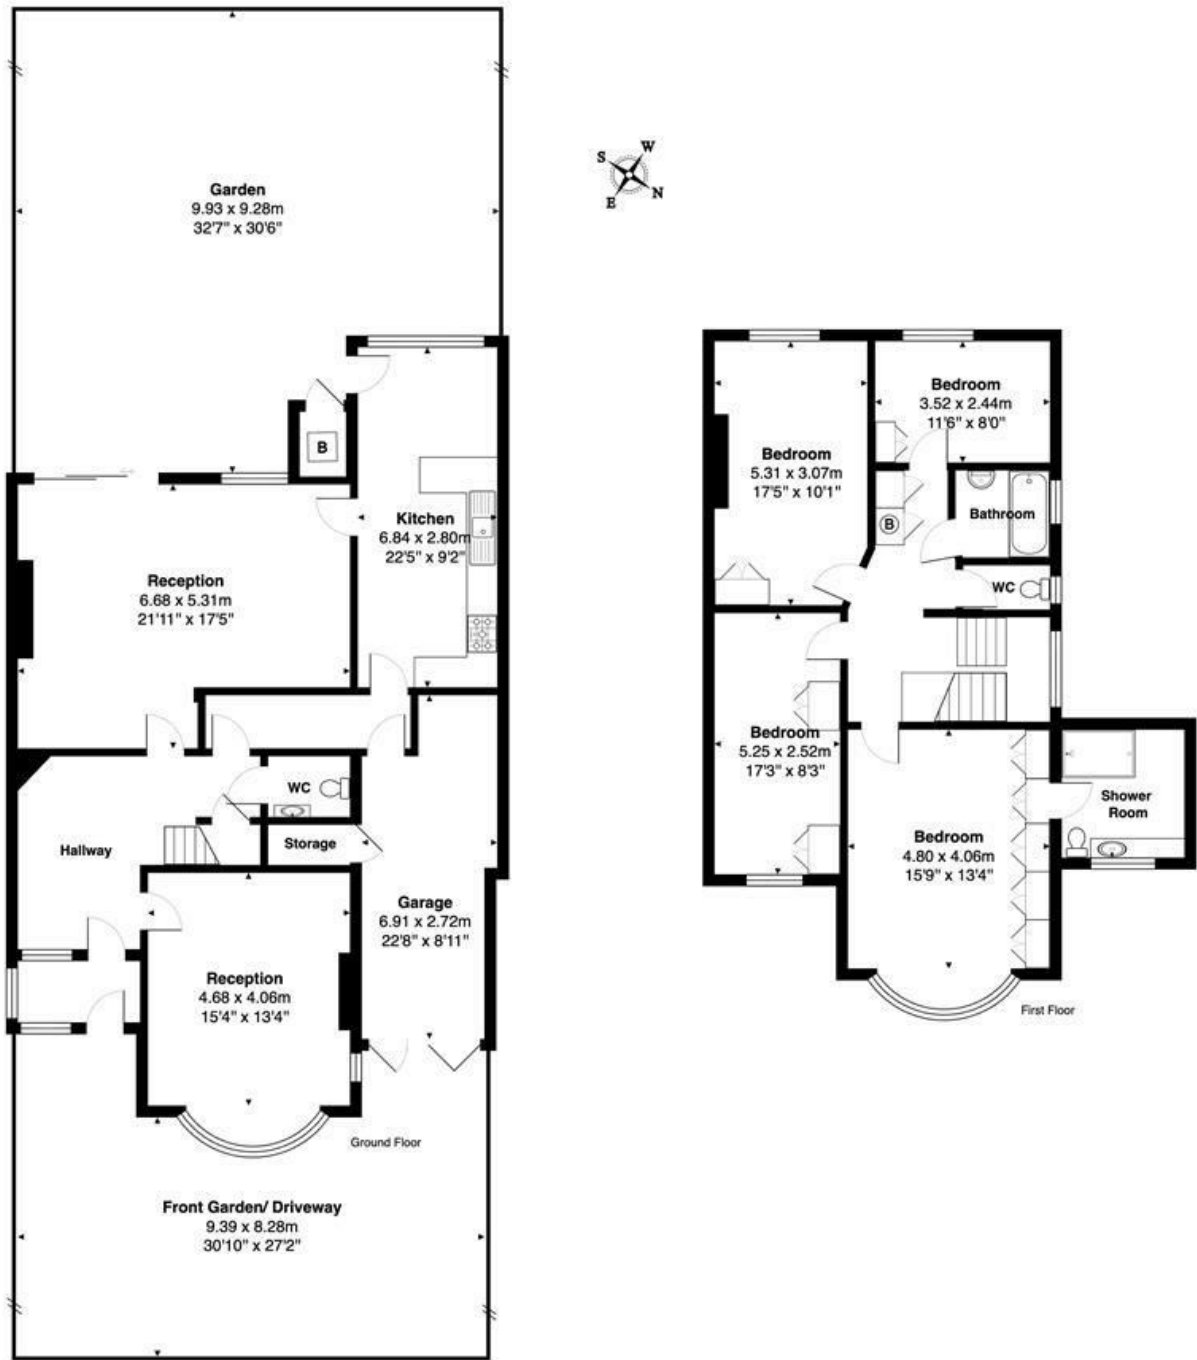 Garden
9.93 x 9.28m
32'7" x 30'6"
W
S
N
E
B
Kitchen
6.84 x 2.80m
22'5" x 9'2"
Reception
6.68 x 5.31m
21'11" x 17'5"
WC
Storage
Hallway
Garage
6.91 x 2.72m
22'8" x 8'11"
Reception
4.68 x 4.06m
15'4" x 13'4"
Ground Floor
Front Garden/ Driveway
9.39 x 8.28m
30'10" x 27'2"
Bedroom
3.52 x 2.44m
11'6" x 8'0"
Bedroom
5.31 x 3.07m
17'5" x 10'1"
Bathroom
B
WC
Bedroom
5.25 x 2.52m
17'3" x 8'3"
Shower
Room
Bedroom
4.80 x 4.06m
15'9" x 13'4"
First Floor